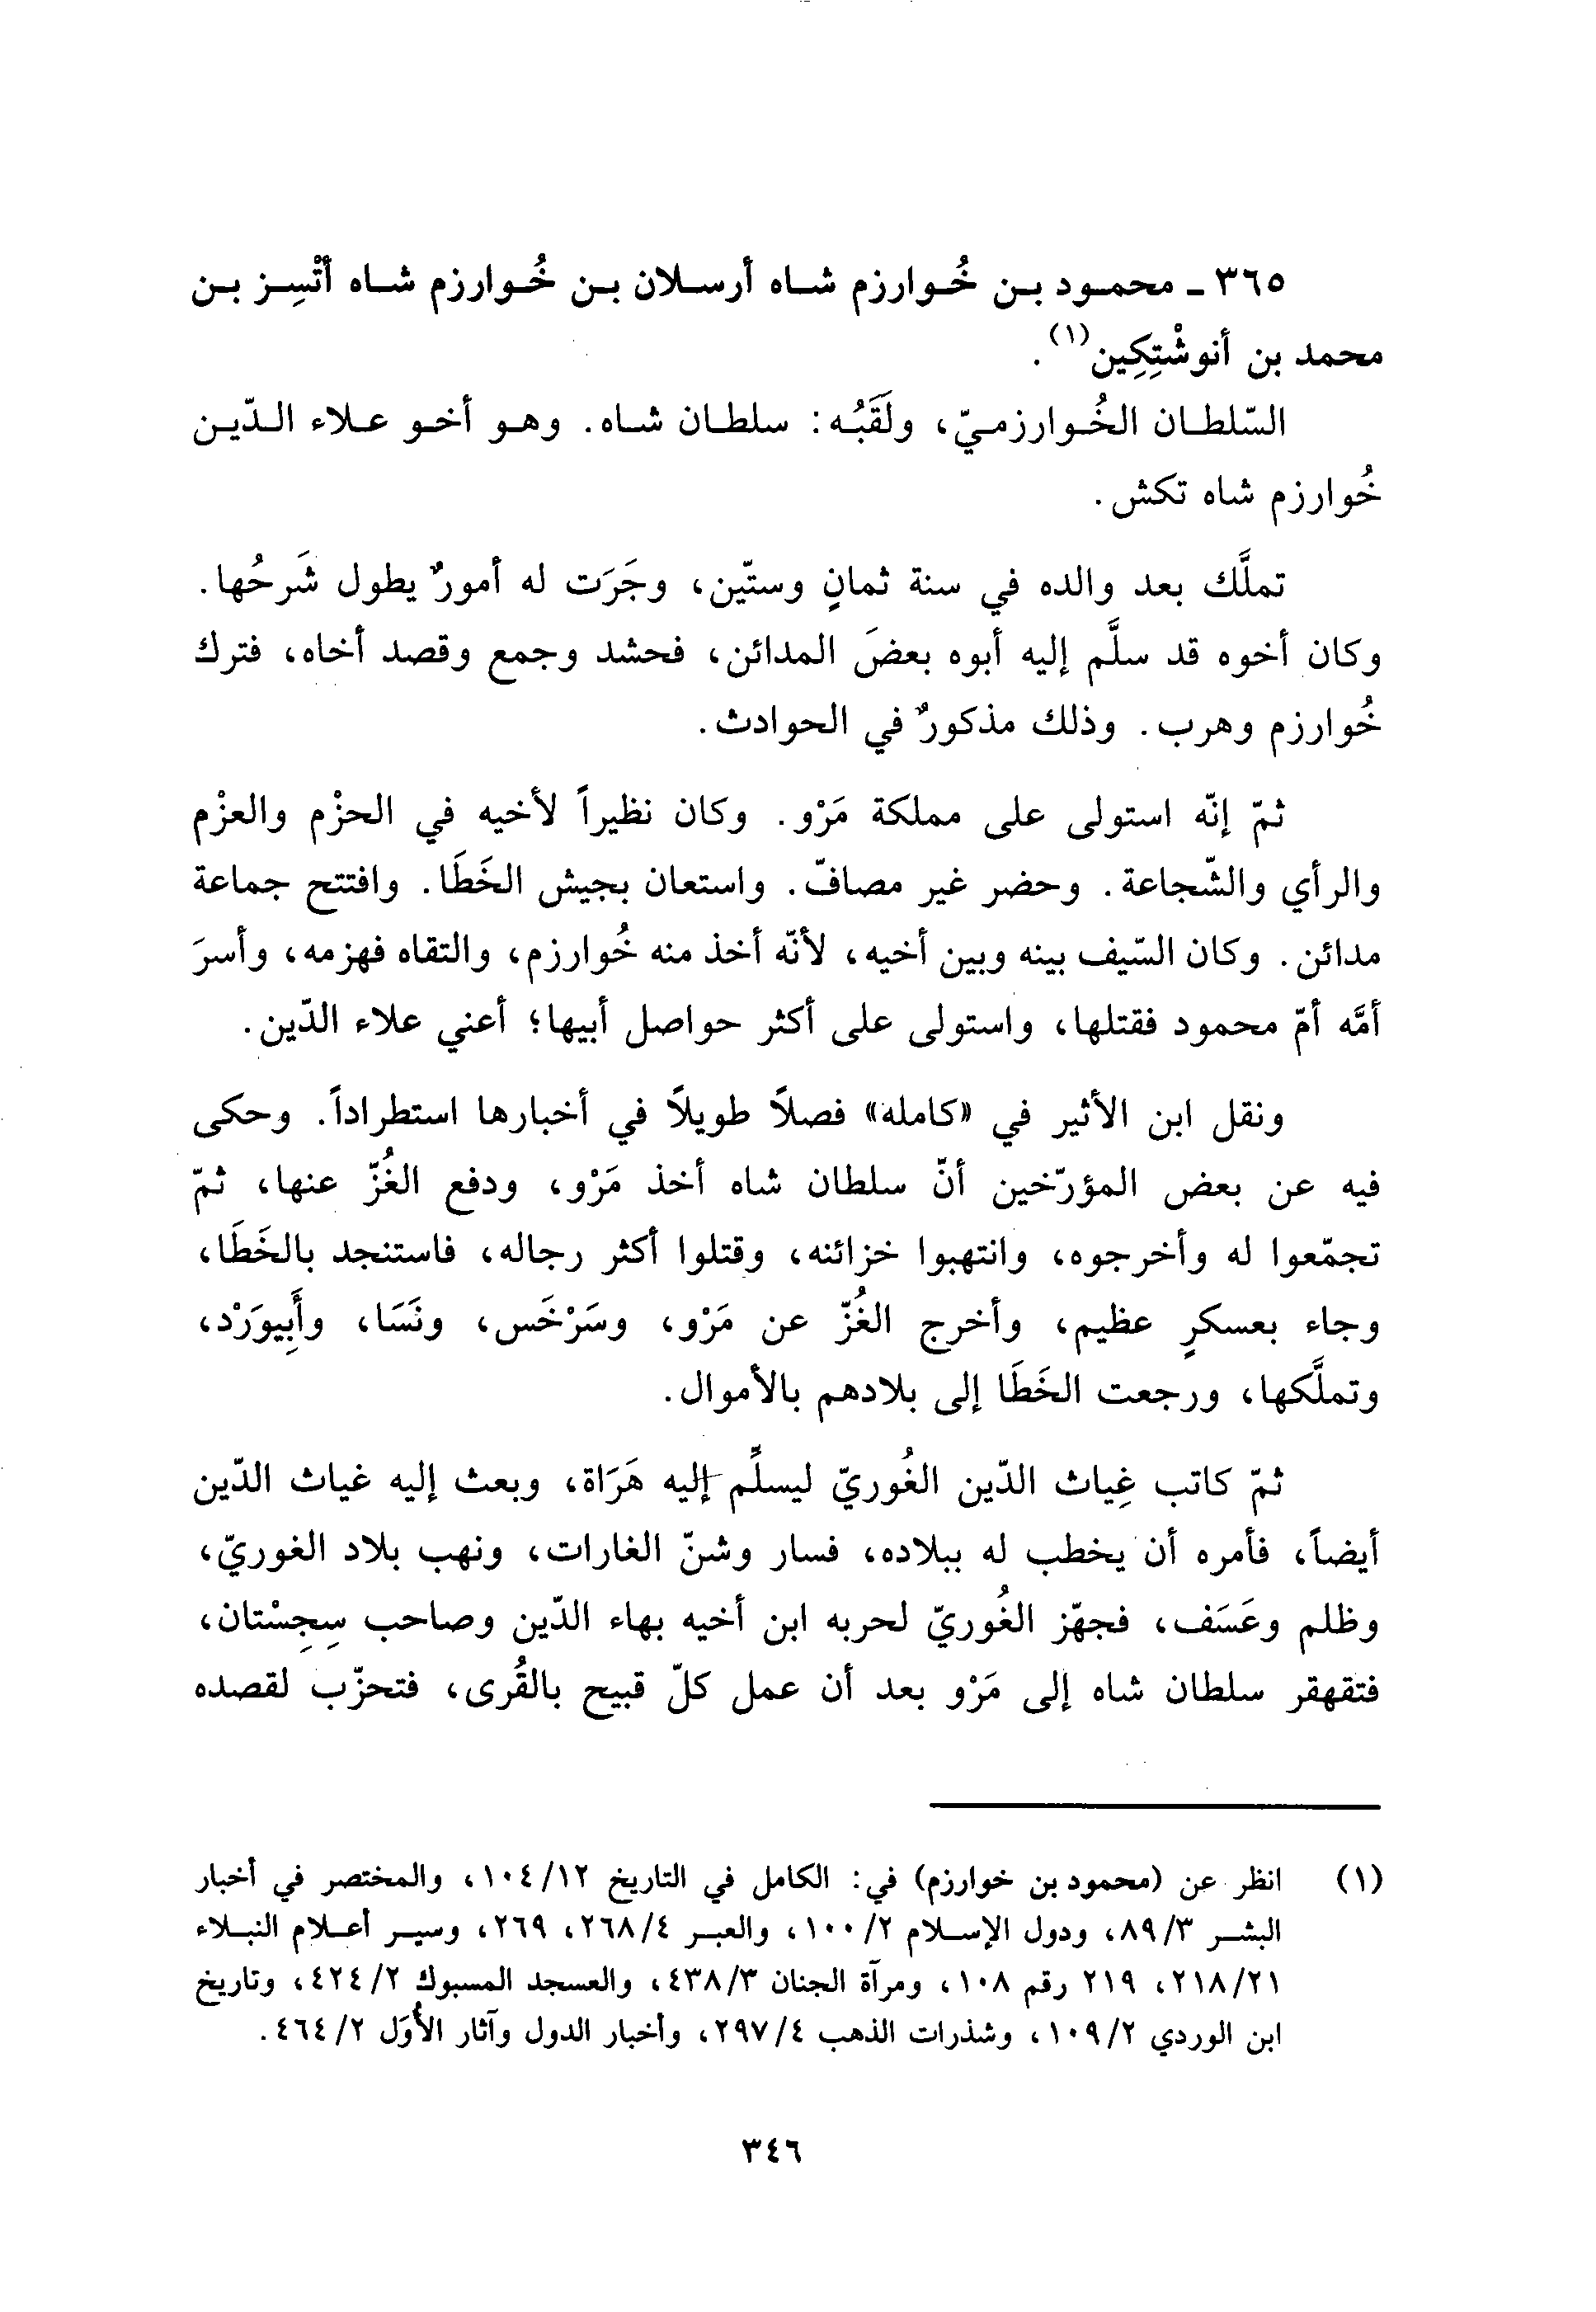 ٣٦٥ - محمود بن خُوارزم شاه أرسلان بن خُوارزم شاه أتْسِز بن
محمد بن أنوشْتِكِين(١).
السّلطان الخُوارزميّ، ولَقَبُه: سلطان شاه. وهو أخو علاء الدّين
خُوارزم شاه تكش.
تملَّك بعد والده في سنة ثمانٍ وستّين، وجَرَت له أمورٌ يطول شَرحُها.
وكان أخوه قد سلَّم إليه أبوه بعضَ المدائن، فحشد وجمع وقصد أخاه، فترك
خُوارزم وهرب. وذلك مذكورٌ في الحوادث.
ثمّ إنّه استولى على مملكة مَرْو. وكان نظيراً لأخيه في الحزْم والعزْم
والرأي والشّجاعة. وحضر غير مصافّ. واستعان بجيش الخَطَا. وافتتح جماعة
مدائن. وكان السّيف بينه وبين أخيه، لأنّه أخذ منه خُوارزم، والتقاه فهزمه، وأسرَ
أمَّه أمّ محمود فقتلها، واستولى على أكثر حواصل أبيها؛ أعني علاء الدّين.
ونقل ابن الأثير في «كامله» فصلاً طويلاً في أخبارها استطراداً. وحكى
فيه عن بعض المؤرّخين أنّ سلطان شاه أخذ مَرْو، ودفع الغُزّ عنها، ثمّ
تجمّعوا له وأخرجوه، وانتهبوا خزائنه، وقتلوا أكثر رجاله، فاستنجد بالخَطَا،
وجاء بعسكرٍ عظيم، وأخرج الغُزّ عن مَرْو، وسَرْخَس، ونَسَا، وأَبِيوَرْد،
وتملَّكها، ورجعت الخَطَا إلى بلادهم بالأموال.
ثمّ كاتب غِياث الدّين الغُوريّ ليسلِّم إليه هَرَاة، وبعث إليه غياث الدّين
أيضاً، فأمره أن يخطب له ببلاده، فسار وشنّ الغارات، ونهب بلاد الغوريّ،
وظلم وعَسَف، فجهّز الغُوريّ لحربه ابن أخيه بهاء الدّين وصاحب سِجِسْتان،
فتقهقر سلطان شاه إلى مَرْو بعد أن عمل كلّ قبيح بالقُرى، فتحزّب لقصده
(١) انظر عن (محمود بن خوارزم) في: الكامل في التاريخ ١٠٤/١٢، والمختصر في أخبار
البشر ٨٩/٣، ودول الإسلام ١٠٠/٢، والعبر ٢٦٨/٤، ٢٦٩، وسير أعلام النبلاء
٢١٨/٢١، ٢١٩ رقم ١٠٨، ومرآة الجنان ٤٣٨/٣، والعسجد المسبوك ٤٢٤/٢، وتاريخ
ابن الوردي ١٠٩/٢، وشذرات الذهب ٢٩٧/٤، وأخبار الدول وآثار الأُوَل ٤٦٤/٢.
٣٤٦